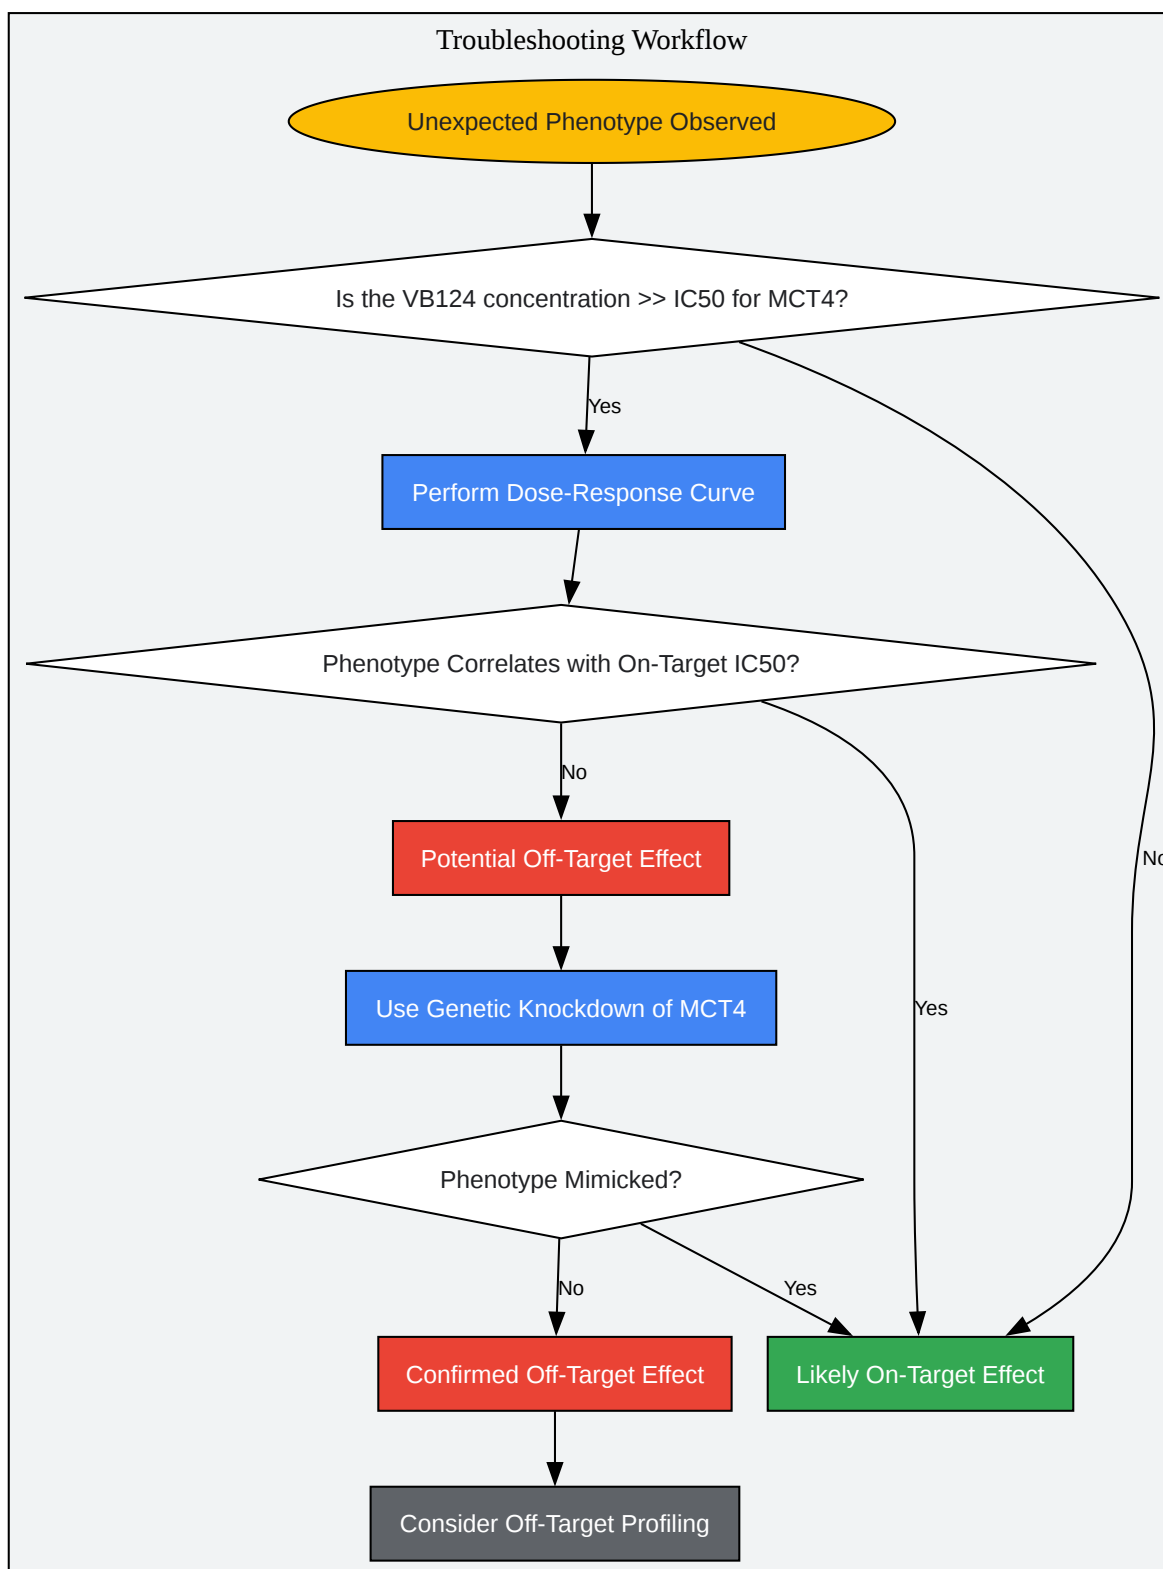 Troubleshooting Workflow
Unexpected Phenotype Observed
Is the VB124 concentration >> IC50 for MCT4?
Yes
Perform Dose-Response Curve
Phenotype Correlates with On-Target IC50?
No
Potential Off-Target Effect
No
Use Genetic Knockdown of MCT4
Yes
Phenotype Mimicked?
No
Yes
Confirmed Off-Target Effect
Likely On-Target Effect
Consider Off-Target Profiling